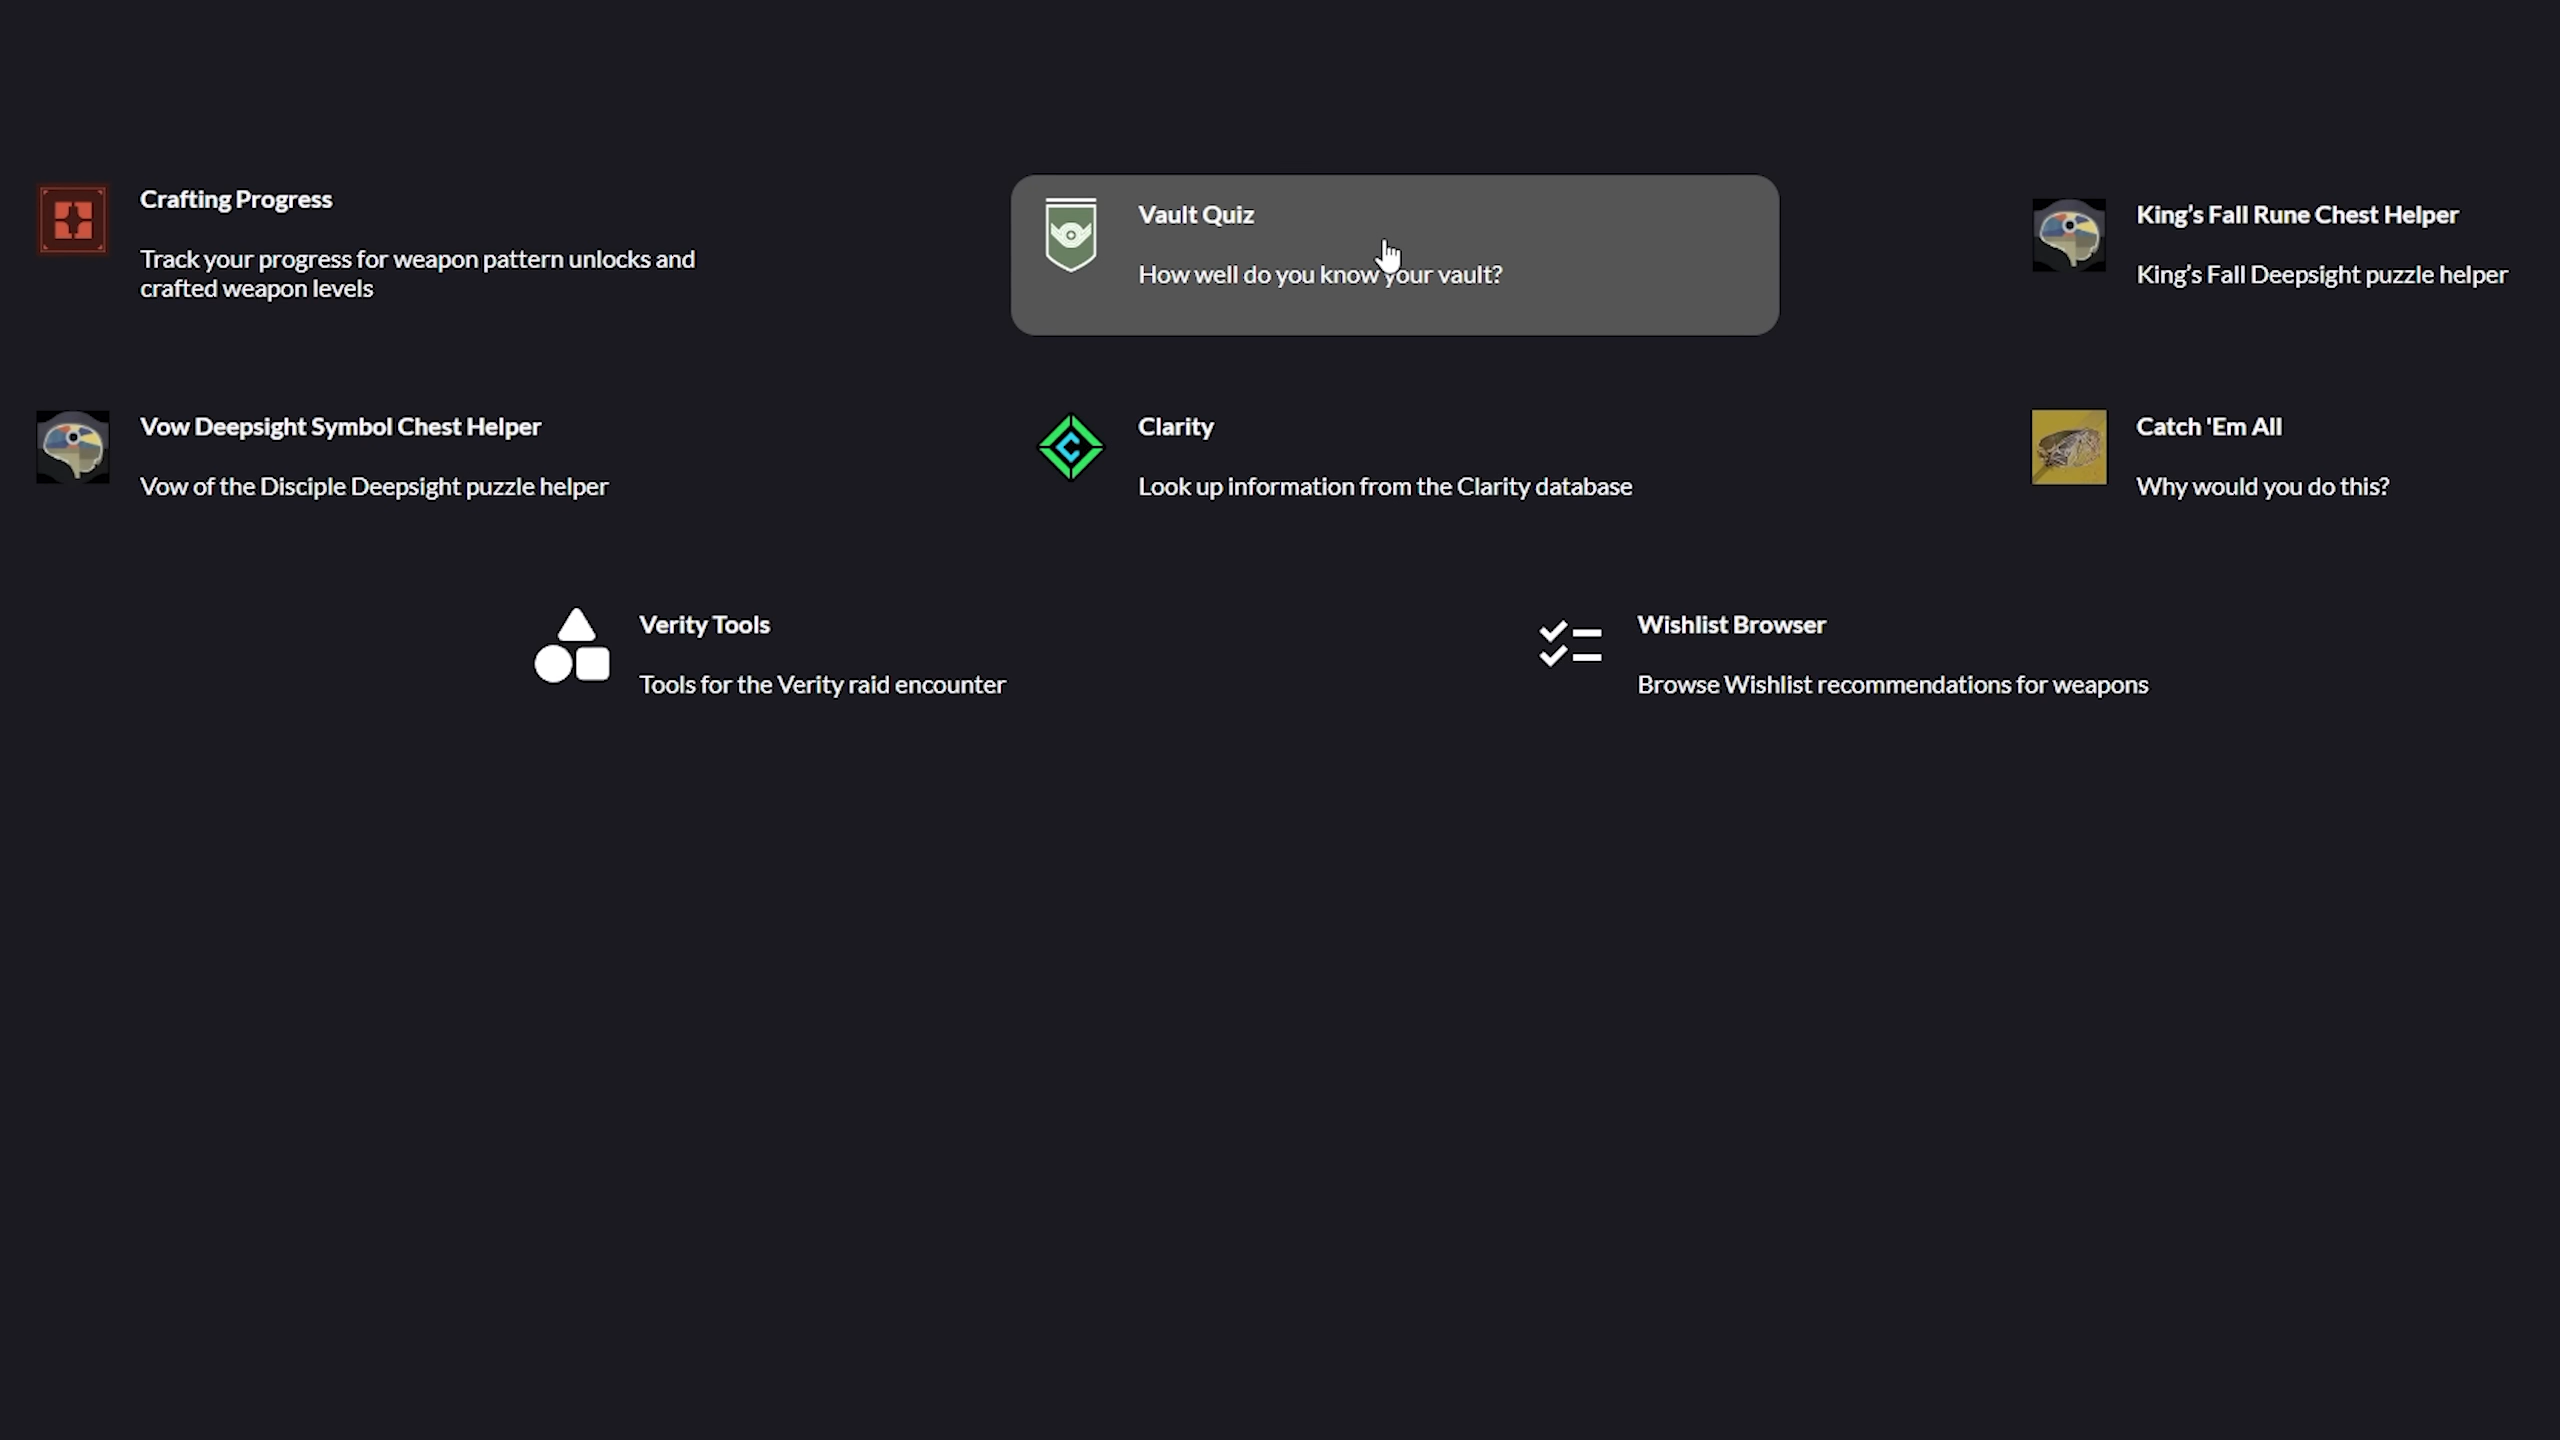 Crafting Progress
Track your progress for weapon pattern unlocks and
crafted weapon levels
Vault Quiz
How well do you know your vault?
King’s Fall Rune Chest Helper
King’s Fall Deepsight puzzle helper
Vow Deepsight Symbol Chest Helper
Vow of the Disciple Deepsight puzzle helper
Clarity
Look up information from the Clarity database
Catch 'Em All
Why would you do this?
Verity Tools
Tools for the Verity raid encounter
Wishlist Browser
Browse Wishlist recommendations for weapons